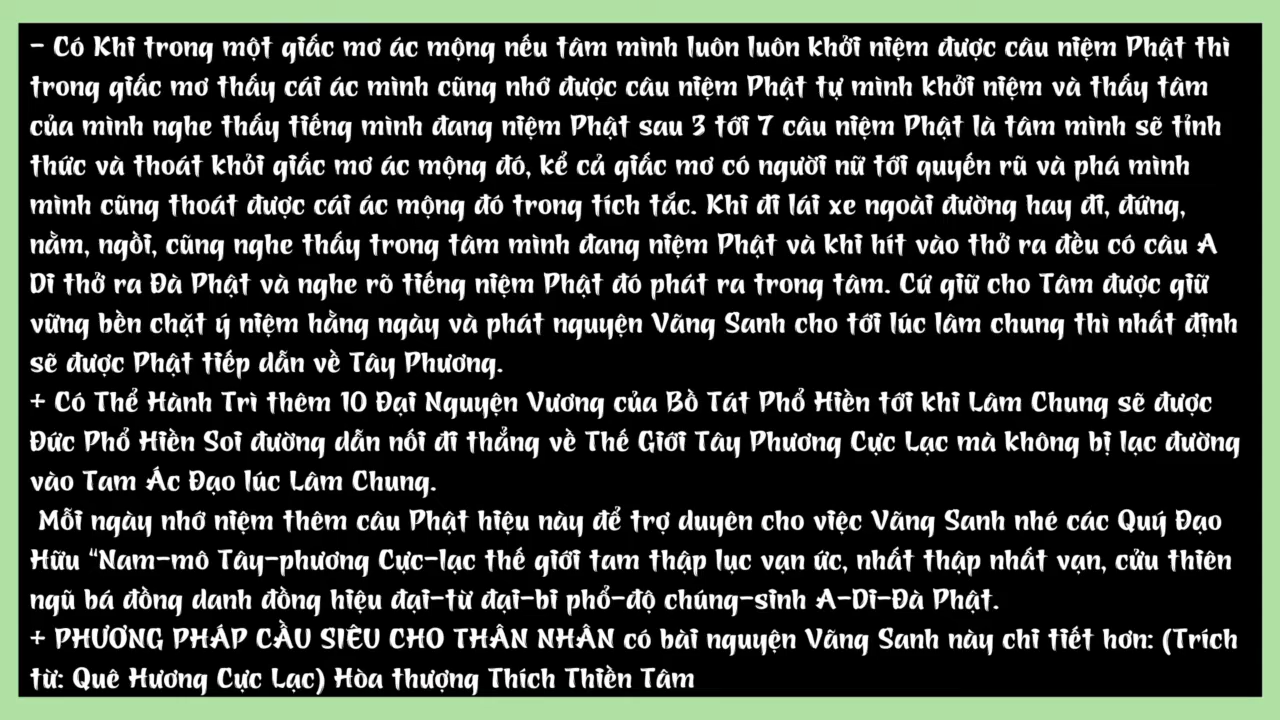 - Có Khi trong một giấc mơ ác mộng nếu tâm mình luôn luôn khởi niệm được câu niệm Phật thì
trong giấc mơ thấy cái ác mình cũng nhớ được câu niệm Phật tự mình khởi niệm và thấy tâm
của mình nghe thấy tiếng mình đang niệm Phật sau 3 tới 7 câu niệm Phật là tâm mình sẽ tỉnh
thức và thoát khỏi giấc mơ ác mộng đó, kể cả giấc mơ có người nữ tới quyến rũ và phá mình
mình cũng thoát được cái ác mộng đó trong tích tắc. Khi đi lái xe ngoài đường hay đi, đứng,
nằm, ngồi, cũng nghe thấy trong tâm mình đang niệm Phật và khi hít vào thở ra đều có câu A
Di thở ra Đà Phật và nghe rõ tiếng niệm Phật đó phát ra trong tâm. Cứ giữ cho Tâm được giữ
vững bền chặt ý niệm hằng ngày và phát nguyện Vãng Sanh cho tới lúc lâm chung thì nhất định
sẽ được Phật tiếp dẫn về Tây Phương.
+ Có Thể Hành Trì thêm 10 Đại Nguyện Vương của Bồ Tát Phổ Hiền tới khi Lâm Chung sẽ được
Đức Phổ Hiền Soi đường dẫn nối đi thẳng về Thế Giới Tây Phương Cực Lạc mà không bị lạc đường
vào Tam Ác Đạo lúc Lâm Chung.
Mỗi ngày nhớ niệm thêm câu Phật hiệu này để trợ duyên cho việc Vãng Sanh nhé các Quý Đạo
Hữu "Nam-mô Tây-phương Cực-lạc thế giới tam thập lục vạn ức, nhất thập nhất vạn, cửu thiên
ngũ bá đồng danh đồng hiệu đại-từ đại-bi phổ-độ chúng-sinh A-Di-Đà Phật.
+ PHƯƠNG PHÁP CẦU SIÊU CHO THÂN NHÂN có bài nguyện Vãng Sanh này chi tiết hơn: (Trích
từ: Quê Hương Cực Lạc) Hòa thượng Thích Thiền Tâm